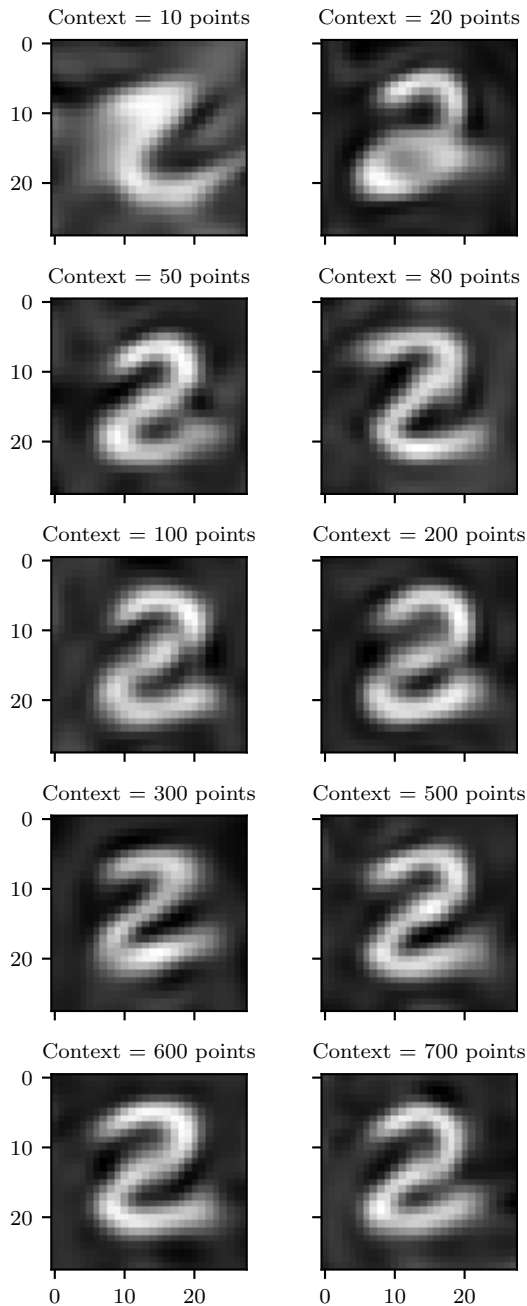 Context = 10 points
Context = 20 points
0
10
20
Context = 50 points
Context = 80 points
0
10
20
Context = 100 points
Context = 200 points
0
10
20
Context = 300 points
Context = 500 points
0
10
20
Context = 600 points
Context = 700 points
0
10
20
0 10 20
0 10 20